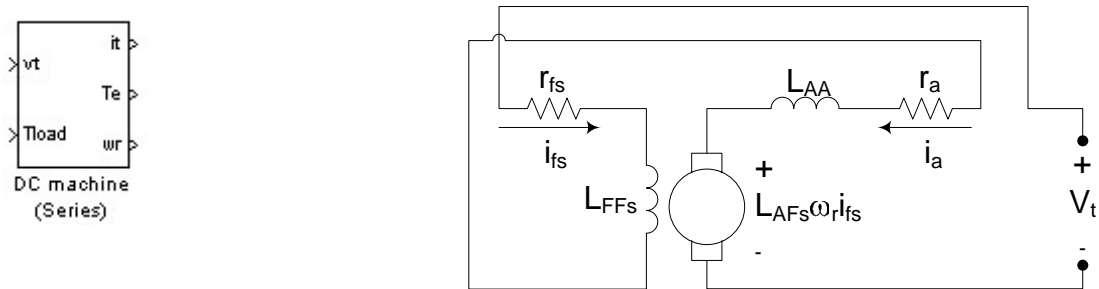 it
vt
Te
Tload
wr
DC machine
(Series)
rfs
ifs
LFFs
LAA
ra
ia
+
LAFsωrifs
-
+
Vt
-